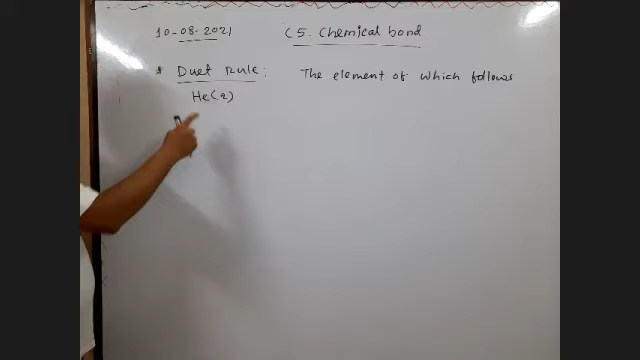 10-08-2021 C5. Chemical bond
* Duet Rule: The element of which follows
He(2)